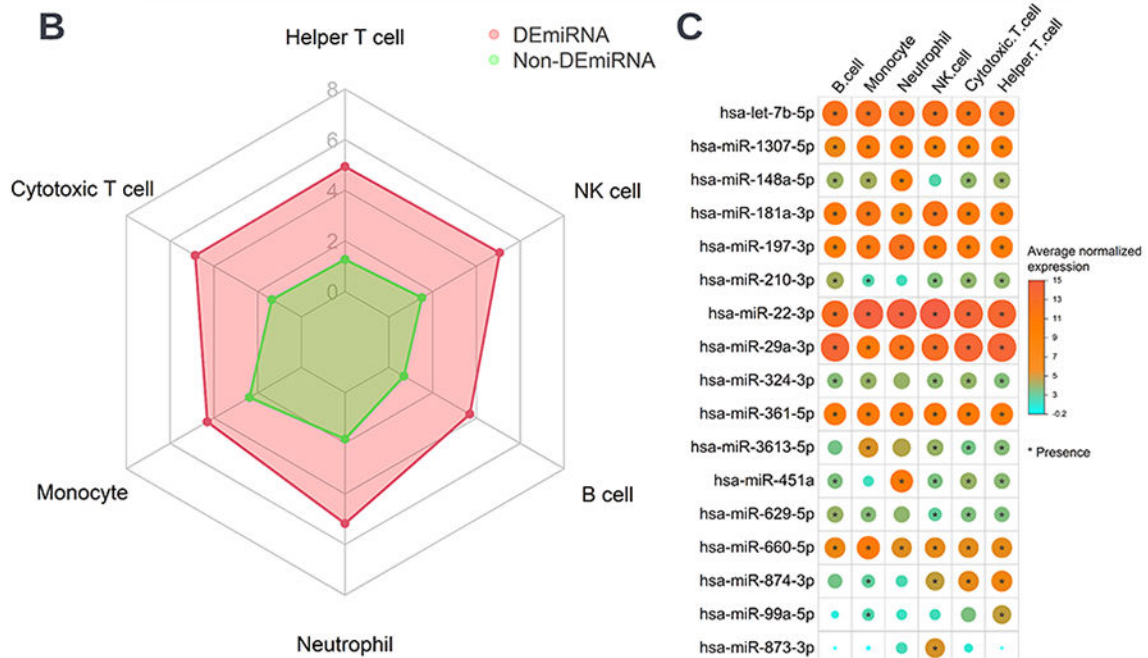 B
Helper T cell
DEmiRNA
Non-DEmiRNA
8
6
4
2
0
Cytotoxic T cell
NK cell
Monocyte
B cell
Neutrophil
C
B.cell
Monocyte
Neutrophil
NK.cell
Cytotoxic.T.cell
Helper.T.cell
hsa-let-7b-5p
hsa-miR-1307-5p
hsa-miR-148a-5p
hsa-miR-181a-3p
hsa-miR-197-3p
hsa-miR-210-3p
hsa-miR-22-3p
hsa-miR-29a-3p
hsa-miR-324-3p
hsa-miR-361-5p
hsa-miR-3613-5p
hsa-miR-451a
hsa-miR-629-5p
hsa-miR-660-5p
hsa-miR-874-3p
hsa-miR-99a-5p
hsa-miR-873-3p
Average normalized
expression
15
11
9
7
5
3
-0.2
* Presence